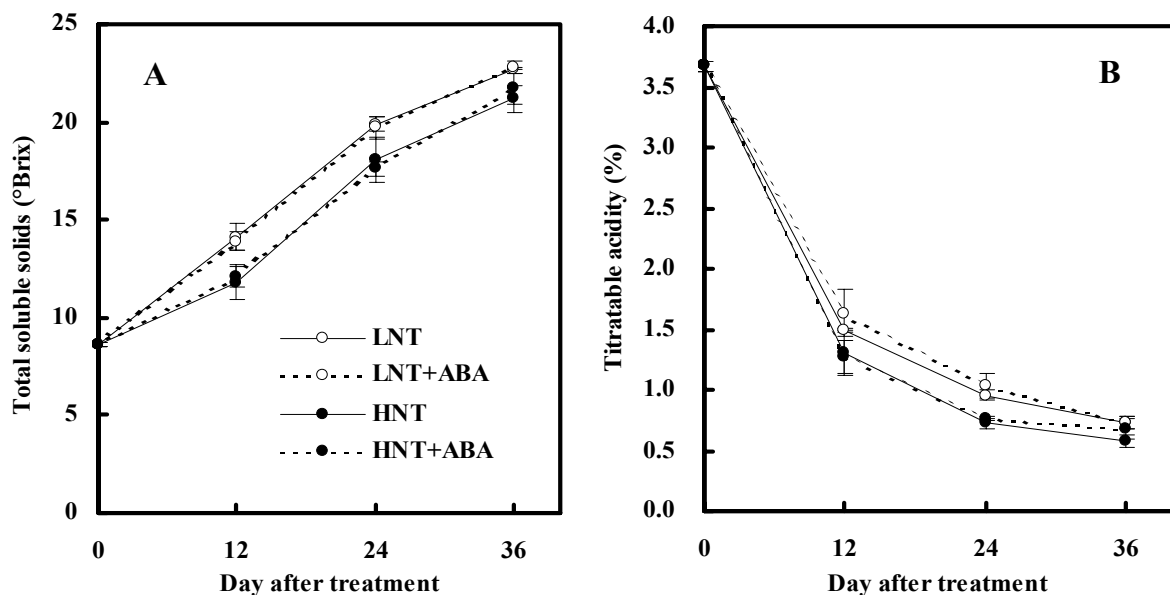 A
Total soluble solids (°Brix)
25
20
15
10
5
0
LNT
LNT+ABA
HNT
HNT+ABA
0 12 24 36
Day after treatment
B
Titratable acidity (%)
4.0
3.5
3.0
2.5
2.0
1.5
1.0
0.5
0.0
0 12 24 36
Day after treatment